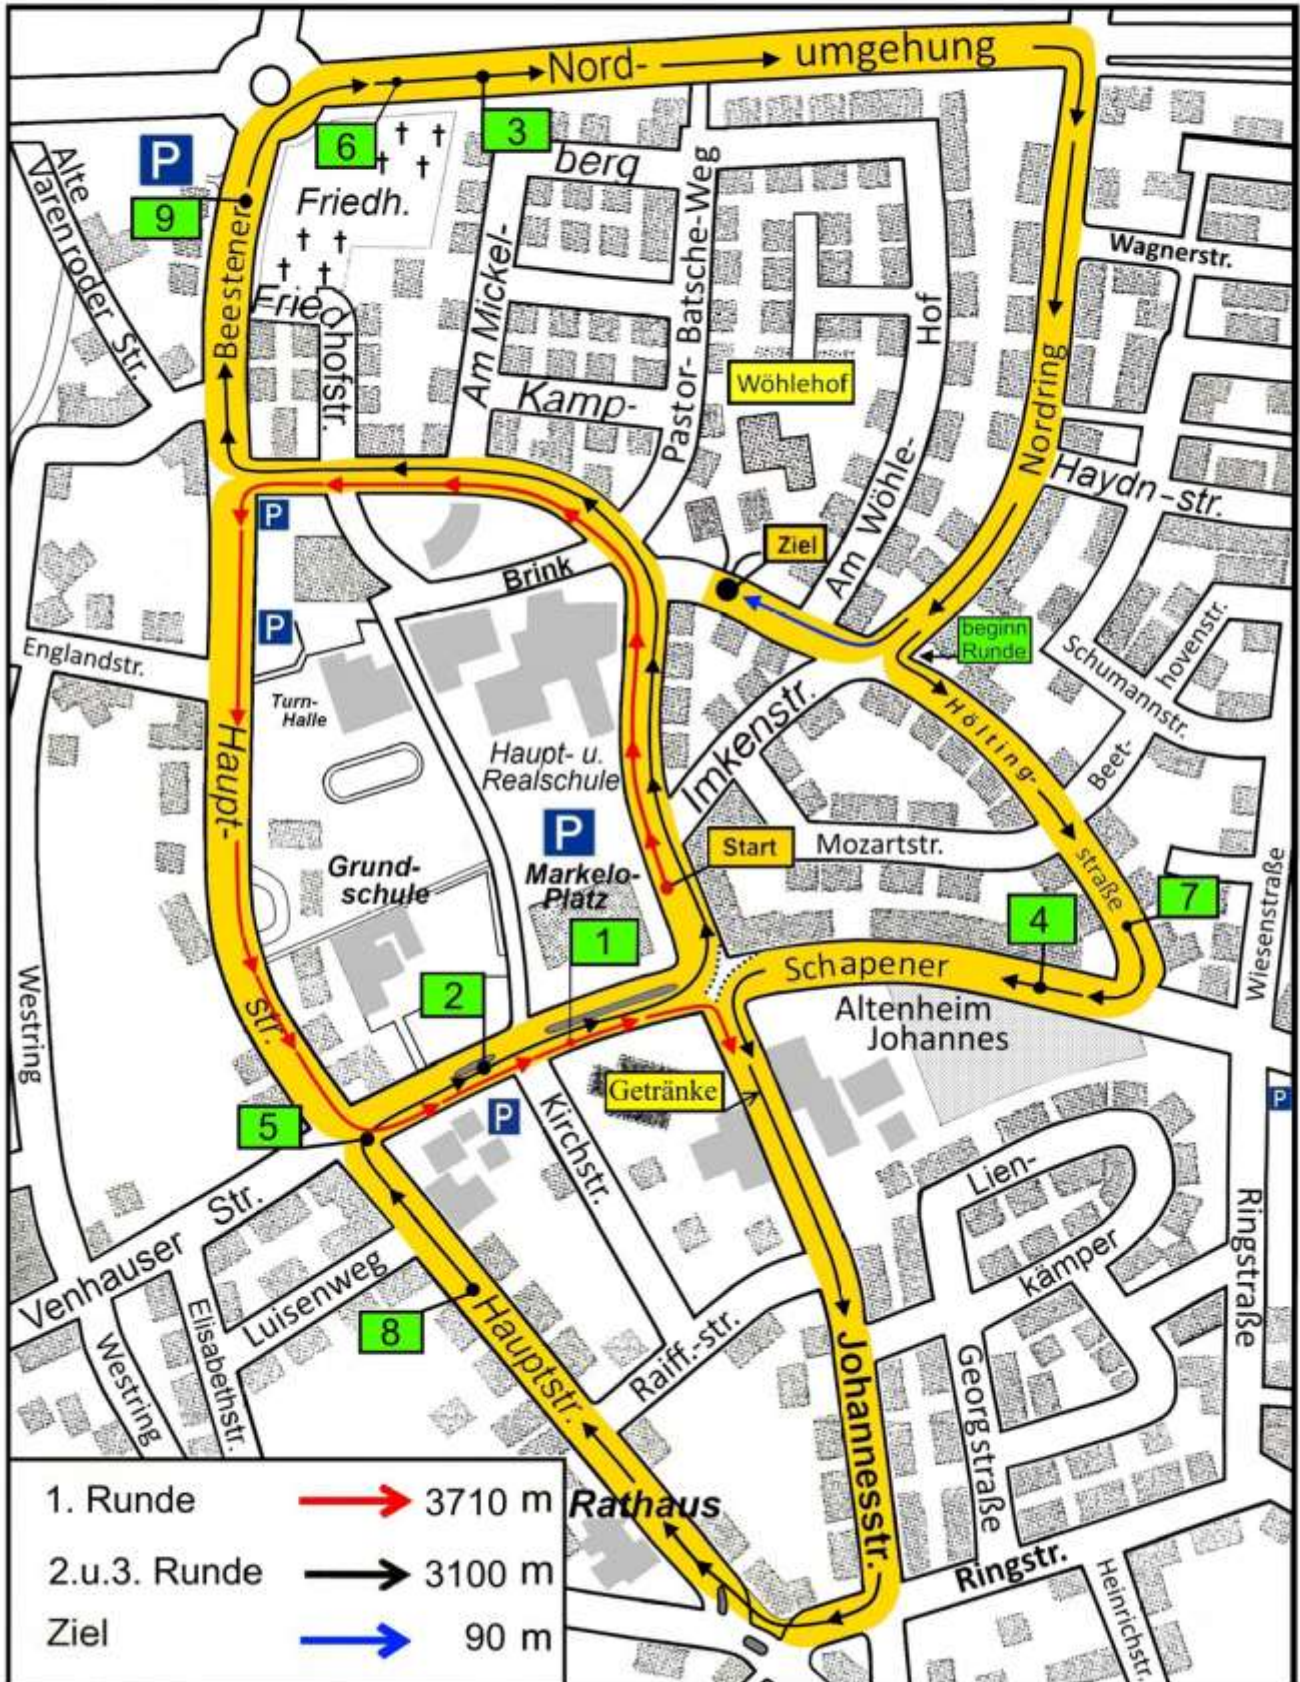 Nord-
umgehung
P
6
3
berg
9
Friedh.
Alte
Varenroder Str.
Beestener
Friedhofstr.
Am Mickel-
Kamp-
Pastor- Batsche-Weg
Wöhlehof
Hof
Am Wöhle-
Wagnerstr.
Nordring
Haydn-str.
P
P
Brink
Ziel
beginn
Runde
hovenstr.
Schumannstr.
Beet-
Englandstr.
Turn-
Halle
Haupt-
str.
Haupt- u.
Realschule
Imkenstr.
Hölting-
straße
P
Markelo-
Platz
Start
Mozartstr.
Grund-
schule
7
4
1
2
Schapener
Wiesenstraße
Altenheim
Johannes
Westring
Getränke
5
P
P
Kirchstr.
Lien-
kämper
Ringstraße
Venhauser Str.
Luisenweg
Elisabethstr.
Westring
8
Hauptstr.
Raiff.-str.
Johannesstr.
Georgstraße
Rathaus
Ringstr.
Heinrichstr.
1. Runde 3710 m
2.u.3. Runde 3100 m
Ziel 90 m